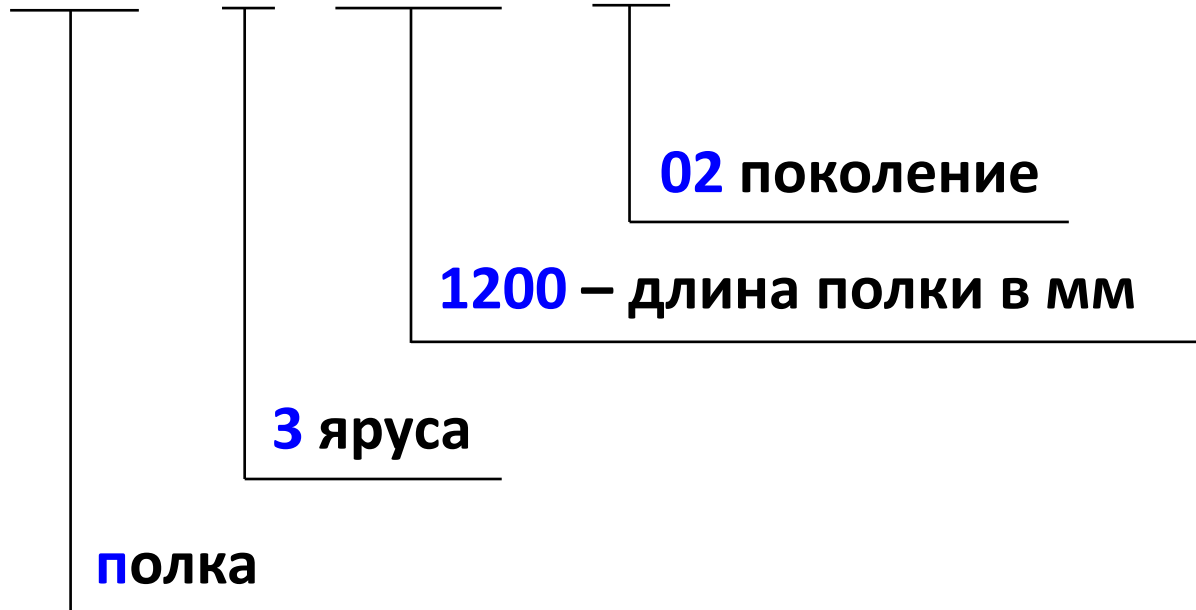 02 поколение
1200 – длина полки в мм
3 яруса
полка